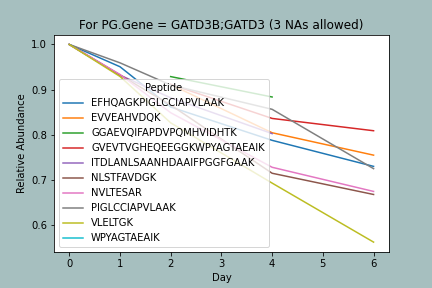 For PG.Gene = GATD3B;GATD3 (3 NAs allowed)
Relative Abundance
1.0
0.9
0.8
0.7
0.6
Peptide
EFHQAGKPIGLCCIAPVLAAK
EVVEAHVDQK
GGAEVQIFAPDVPQMHVIDHTK
GVEVTVGHEQEEGGKWPYAGTAEAIK
ITDLANLSAANHDAAIFPGGFGAAK
NLSTFAVDGK
NVLTESAR
PIGLCCIAPVLAAK
VLELTGK
WPYAGTAEAIK
0 1 2 3 4 5 6
Day